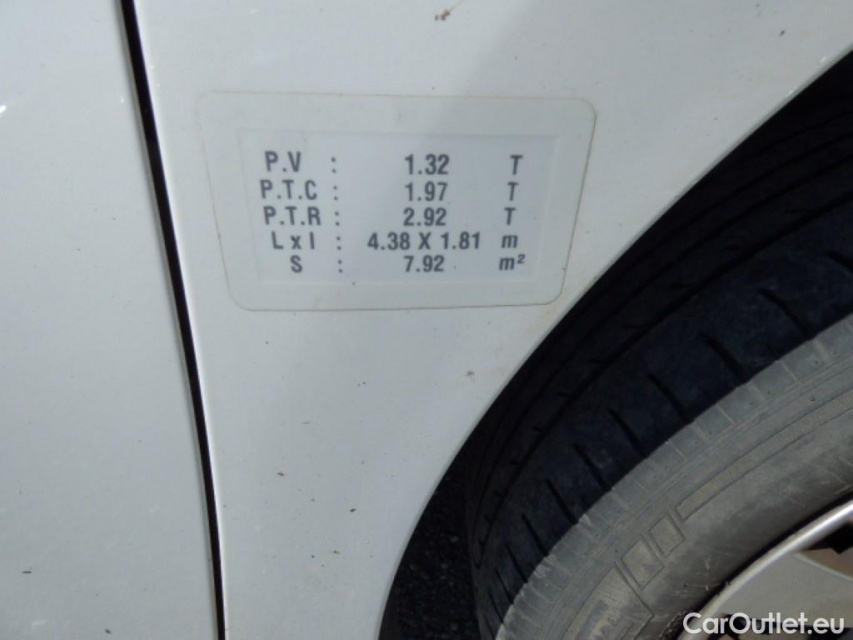 P.V : 1.32 T
P.T.C : 1.97 T
P.T.R : 2.92 T
L x l : 4.38 X 1.81 m
S : 7.92 m²
CarOutlet.eu